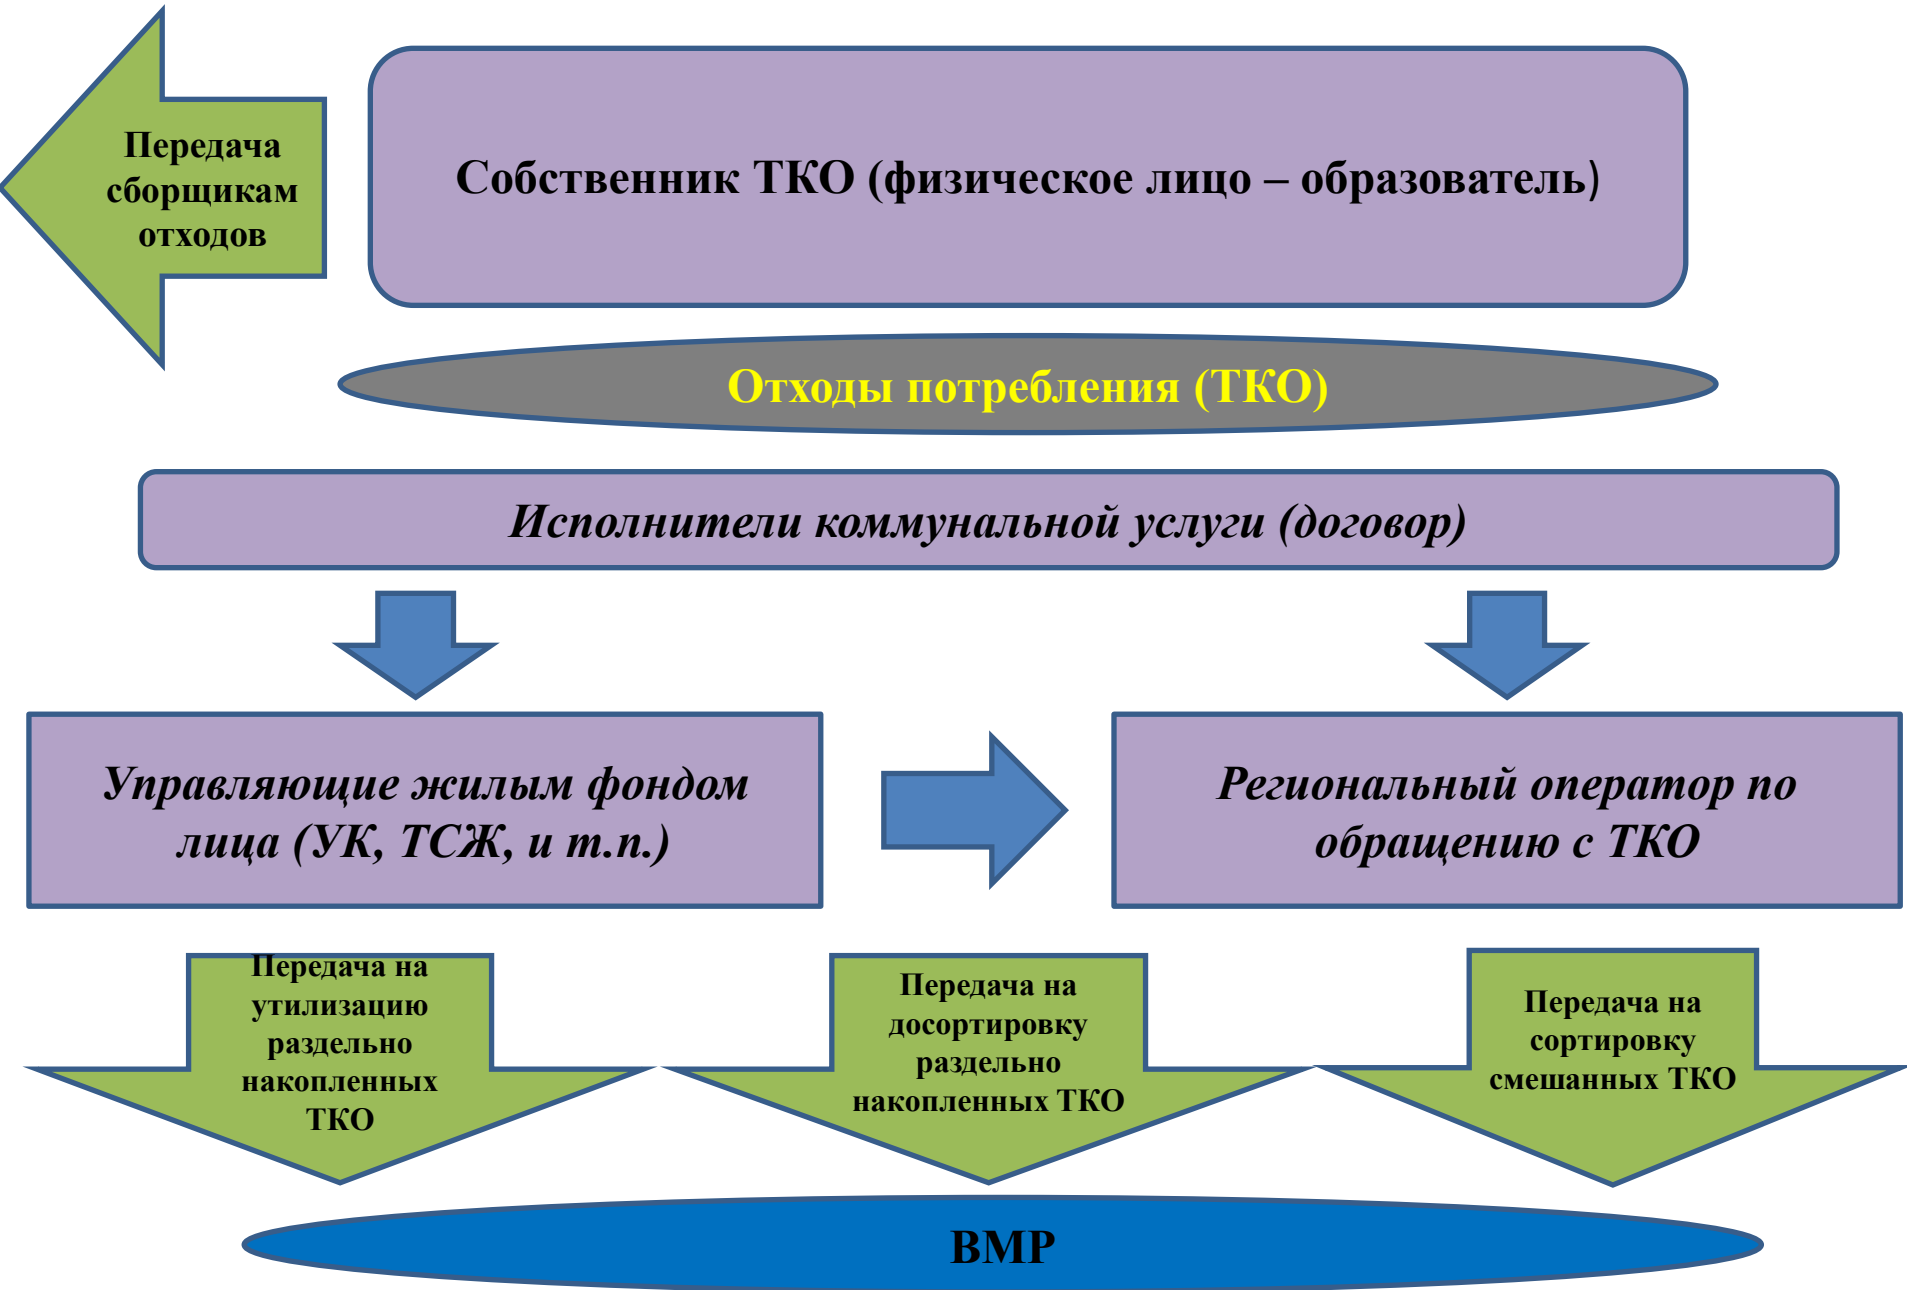 Передача
сборщикам
отходов
Собственник ТКО (физическое лицо – образователь)
Отходы потребления (ТКО)
Исполнители коммунальной услуги (договор)
Управляющие жилым фондом
лица (УК, ТСЖ, и т.п.)
Региональный оператор по
обращению с ТКО
Передача на
утилизацию
раздельно
накопленных
ТКО
Передача на
досортировку
раздельно
накопленных ТКО
Передача на
сортировку
смешанных ТКО
ВМР